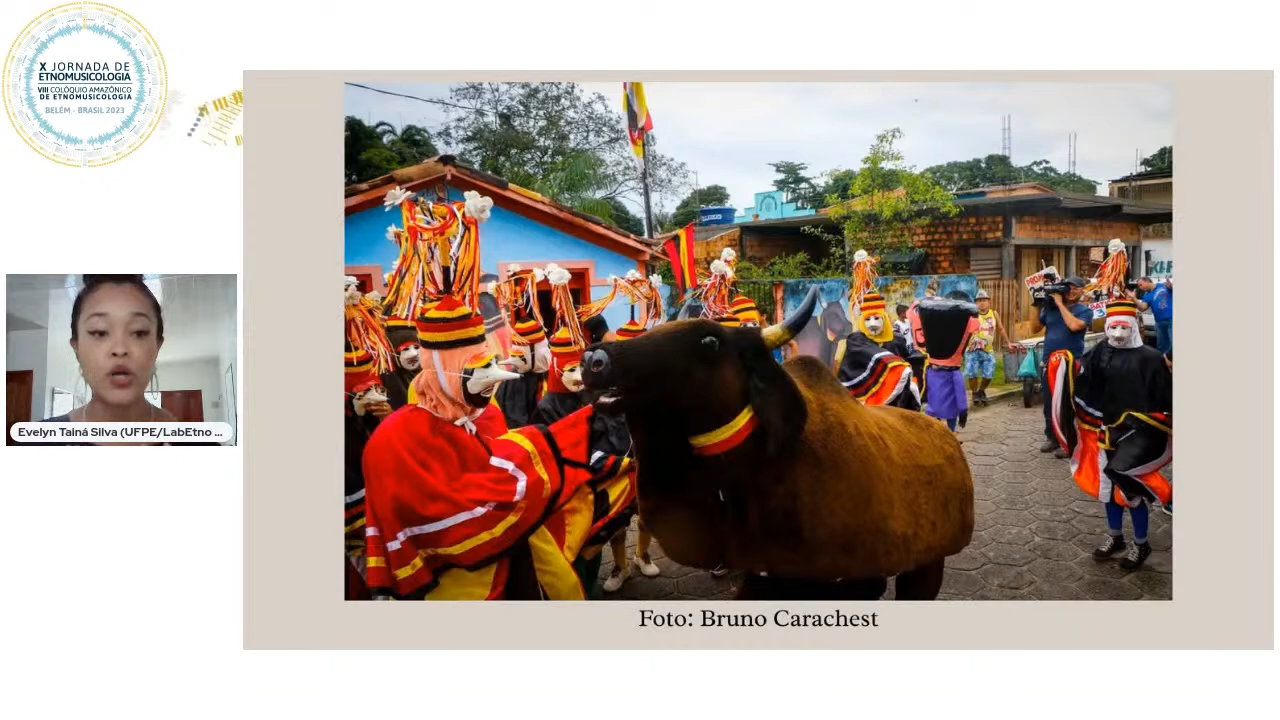 X JORNADA DE
ETNOMUSICOLOGIA
VIII COLÓQUIO AMAZÔNICO
DE ETNOMUSICOLOGIA
BELÉM - BRASIL 2023
Evelyn Tainá Silva (UFPE/LabEtno ...
Foto: Bruno Carachest